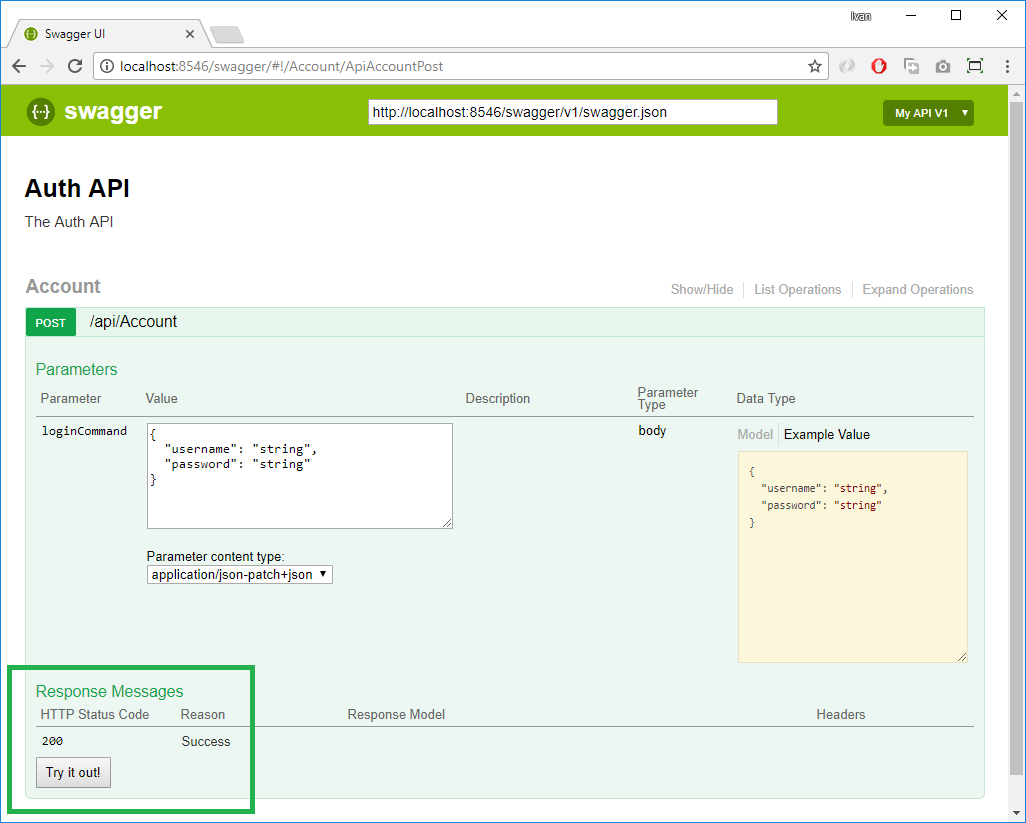 Ivan
Swagger UI
localhost:8546/swagger/#!/Account/ApiAccountPost
{··} swagger
http://localhost:8546/swagger/v1/swagger.json
My API V1
Auth API
The Auth API
Account
Show/Hide
List Operations
Expand Operations
POST
/api/Account
Parameters
Parameter
Value
Description
Parameter
Type
Data Type
loginCommand
{
"username": "string",
"password": "string"
}
body
Model
Example Value
{
"username": "string",
"password": "string"
}
Parameter content type:
application/json-patch+json
Response Messages
HTTP Status Code
Reason
Response Model
Headers
200
Success
Try it out!